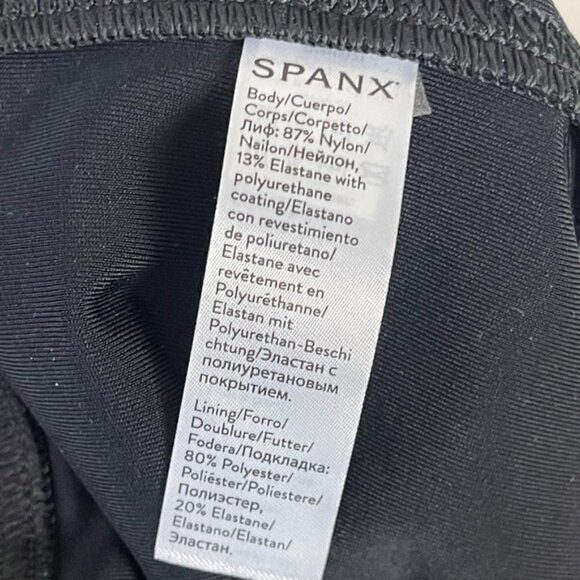 SPANX
Body/Cuerpo/
Corps/Corpetto/
Лиф: 87% Nylon/
Nailon/Нейлон,
13% Elastane with
polyurethane
coating/Elastano
con revestimiento
de poliuretano/
Elastane avec
revêtement en
Polyuréthanne/
Elastan mit
Polyurethan-Beschi
chtung/Эластан с
полиуретановым
покрытием.
Lining/Forro/
Doublure/Futter/
Fodera/Подкладка:
80% Polyester/
Poliéster/Poliestere/
Полиэстер,
20% Elastane/
Elastano/Elastan/
Эластан.